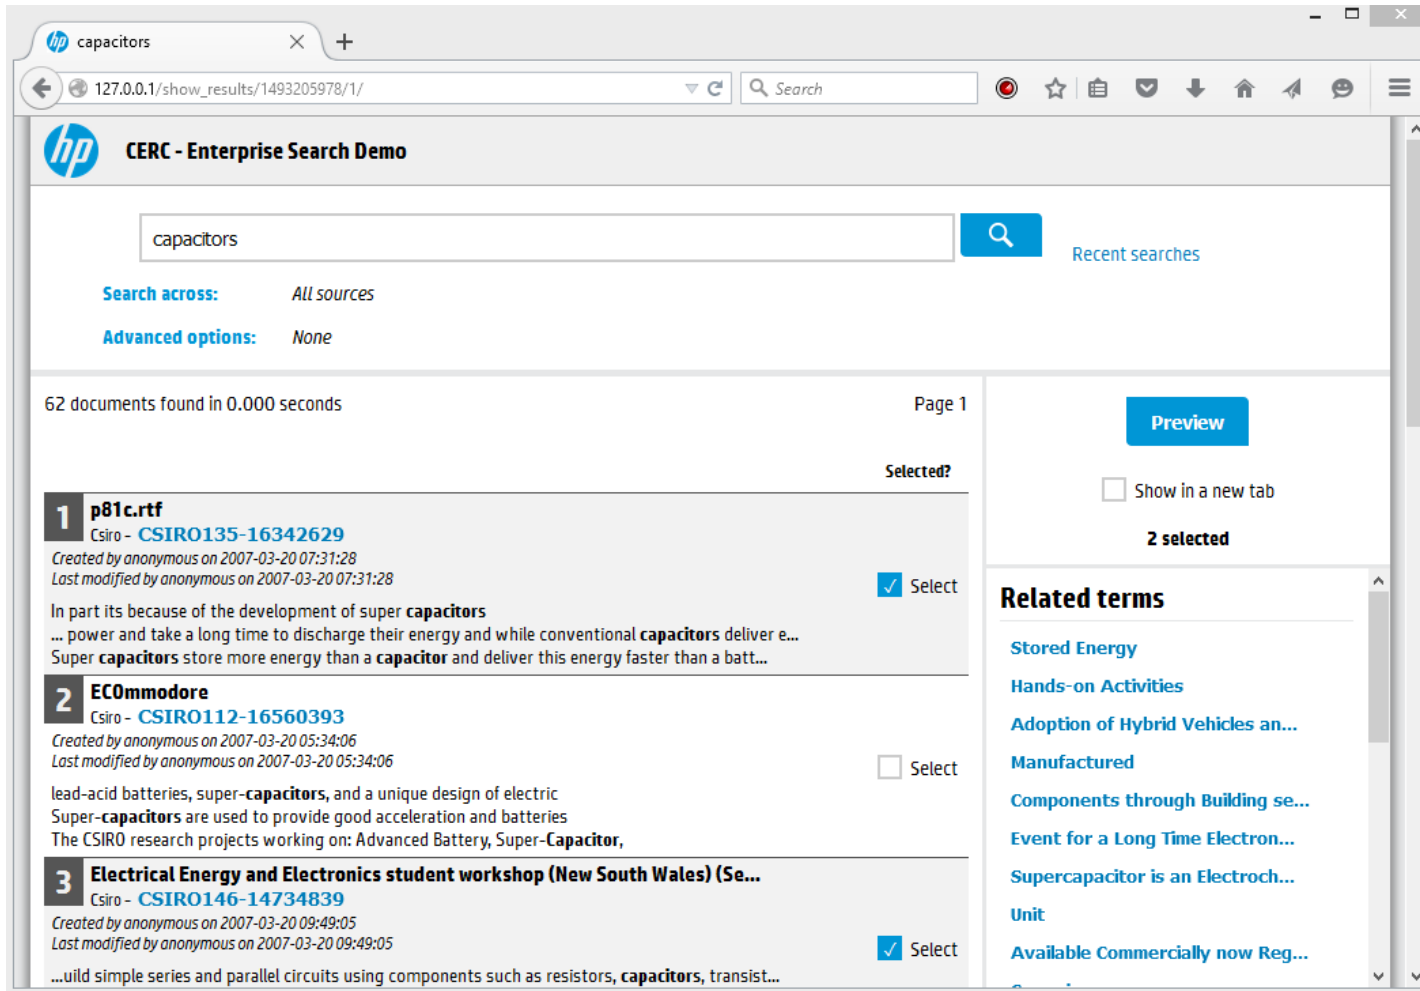 capacitors
127.0.0.1/show_results/1493205978/1/
Search
hp
CERC - Enterprise Search Demo
capacitors
Recent searches
Search across: All sources
Advanced options: None
62 documents found in 0.000 seconds
Page 1
Selected?
1 p81c.rtf
Csiro - CSIRO135-16342629
Created by anonymous on 2007-03-20 07:31:28
Last modified by anonymous on 2007-03-20 07:31:28
Select
In part its because of the development of super capacitors
... power and take a long time to discharge their energy and while conventional capacitors deliver e...
Super capacitors store more energy than a capacitor and deliver this energy faster than a batt...
2 ECOmmodore
Csiro - CSIRO112-16560393
Created by anonymous on 2007-03-20 05:34:06
Last modified by anonymous on 2007-03-20 05:34:06
Select
lead-acid batteries, super-capacitors, and a unique design of electric
Super-capacitors are used to provide good acceleration and batteries
The CSIRO research projects working on: Advanced Battery, Super-Capacitor,
3 Electrical Energy and Electronics student workshop (New South Wales) (Se...
Csiro - CSIRO146-14734839
Created by anonymous on 2007-03-20 09:49:05
Last modified by anonymous on 2007-03-20 09:49:05
Select
...uild simple series and parallel circuits using components such as resistors, capacitors, transist...
Preview
Show in a new tab
2 selected
Related terms
Stored Energy
Hands-on Activities
Adoption of Hybrid Vehicles an...
Manufactured
Components through Building se...
Event for a Long Time Electron...
Supercapacitor is an Electroch...
Unit
Available Commercially now Reg...